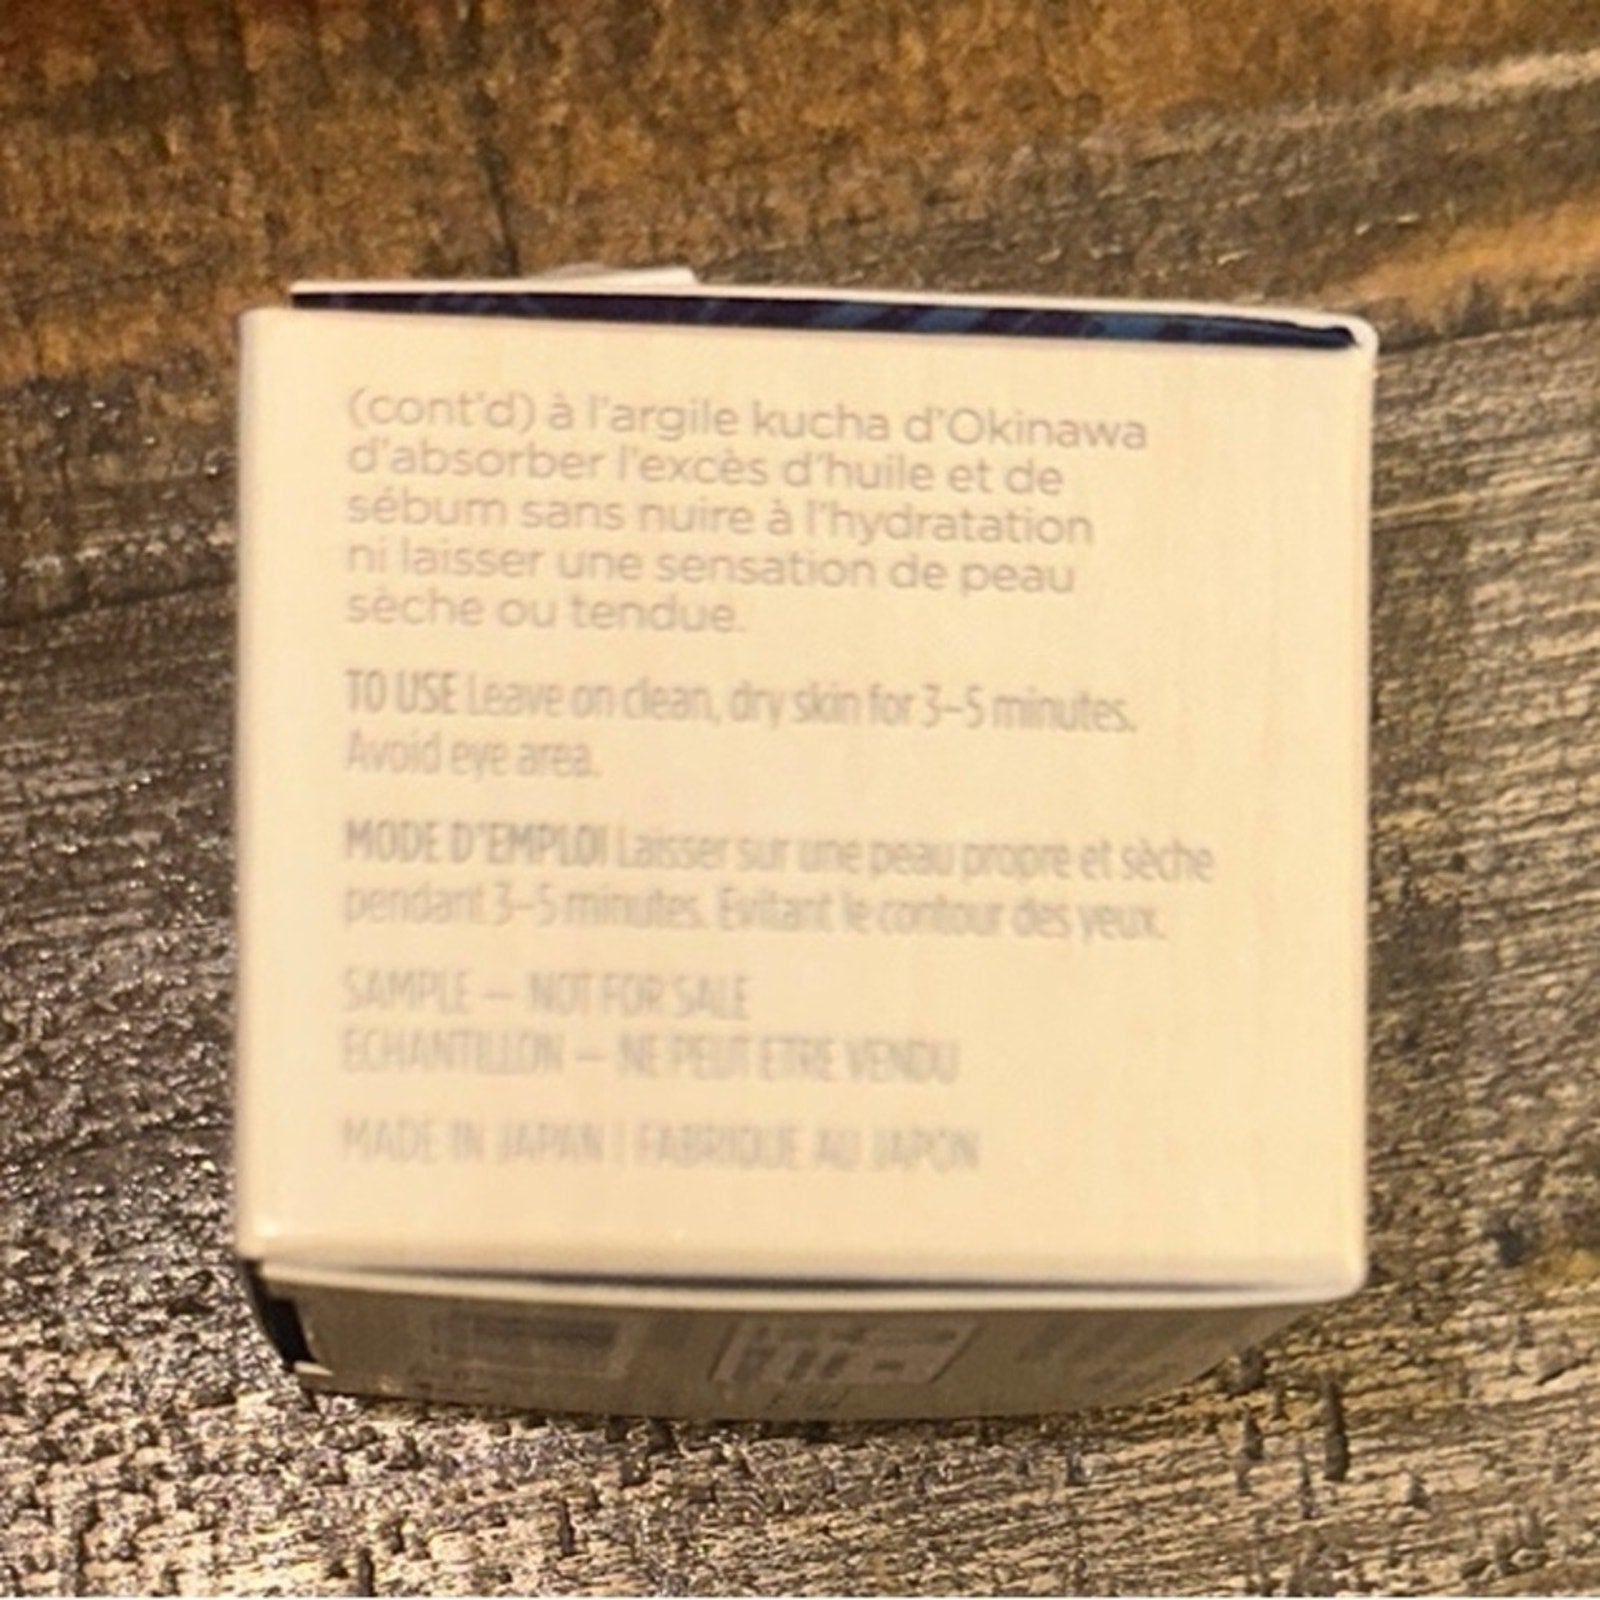 (cont'd) à l'argile kucha d'Okinawa
d'absorber l'excès d'huile et de
sébum sans nuire à l'hydratation
ni laisser une sensation de peau
sèche ou tendue.
TO USE Leave on clean, dry skin for 3–5 minutes.
Avoid eye area.
MODE D'EMPLOI Laisser sur une peau propre et sèche
pendant 3–5 minutes. Evitant le contour des yeux.
SAMPLE – NOT FOR SALE
ECHANTILLON – NE PEUT ETRE VENDU
MADE IN JAPAN | FABRIQUE AU JAPON